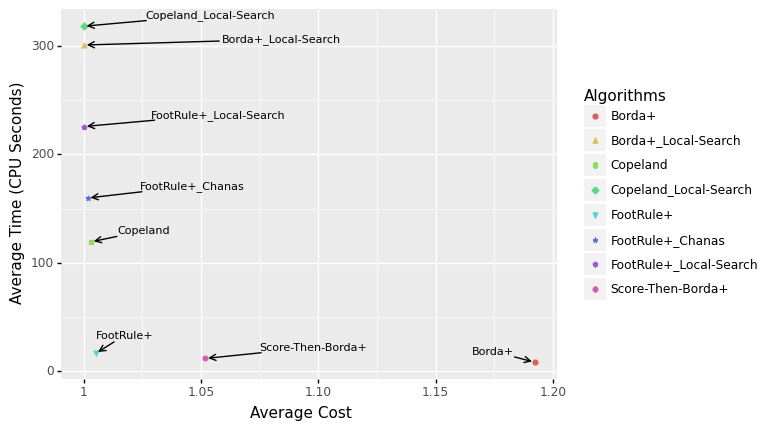 Copeland_Local-Search
Borda+_Local-Search
FootRule+_Local-Search
FootRule+_Chanas
Copeland
FootRule+
Score-Then-Borda+
Borda+
300
200
100
0
1
1.05
1.10
1.15
1.20
Average Time (CPU Seconds)
Average Cost
Algorithms
Borda+
Borda+_Local-Search
Copeland
Copeland_Local-Search
FootRule+
FootRule+_Chanas
FootRule+_Local-Search
Score-Then-Borda+